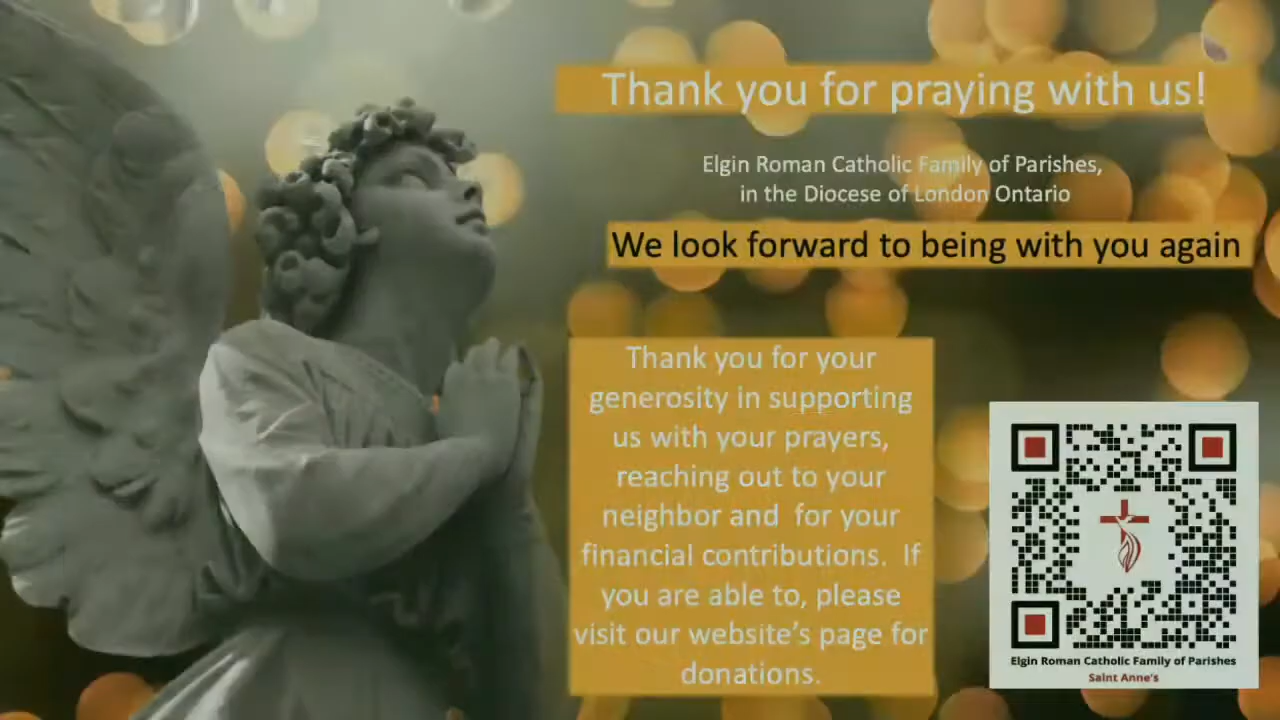 Thank you for praying with us!
Elgin Roman Catholic Family of Parishes,
in the Diocese of London Ontario
We look forward to being with you again
Thank you for your
generosity in supporting
us with your prayers,
reaching out to your
neighbor and  for your
financial contributions.  If
you are able to, please
visit our website’s page for
donations.
Elgin Roman Catholic Family of Parishes
Saint Anne's